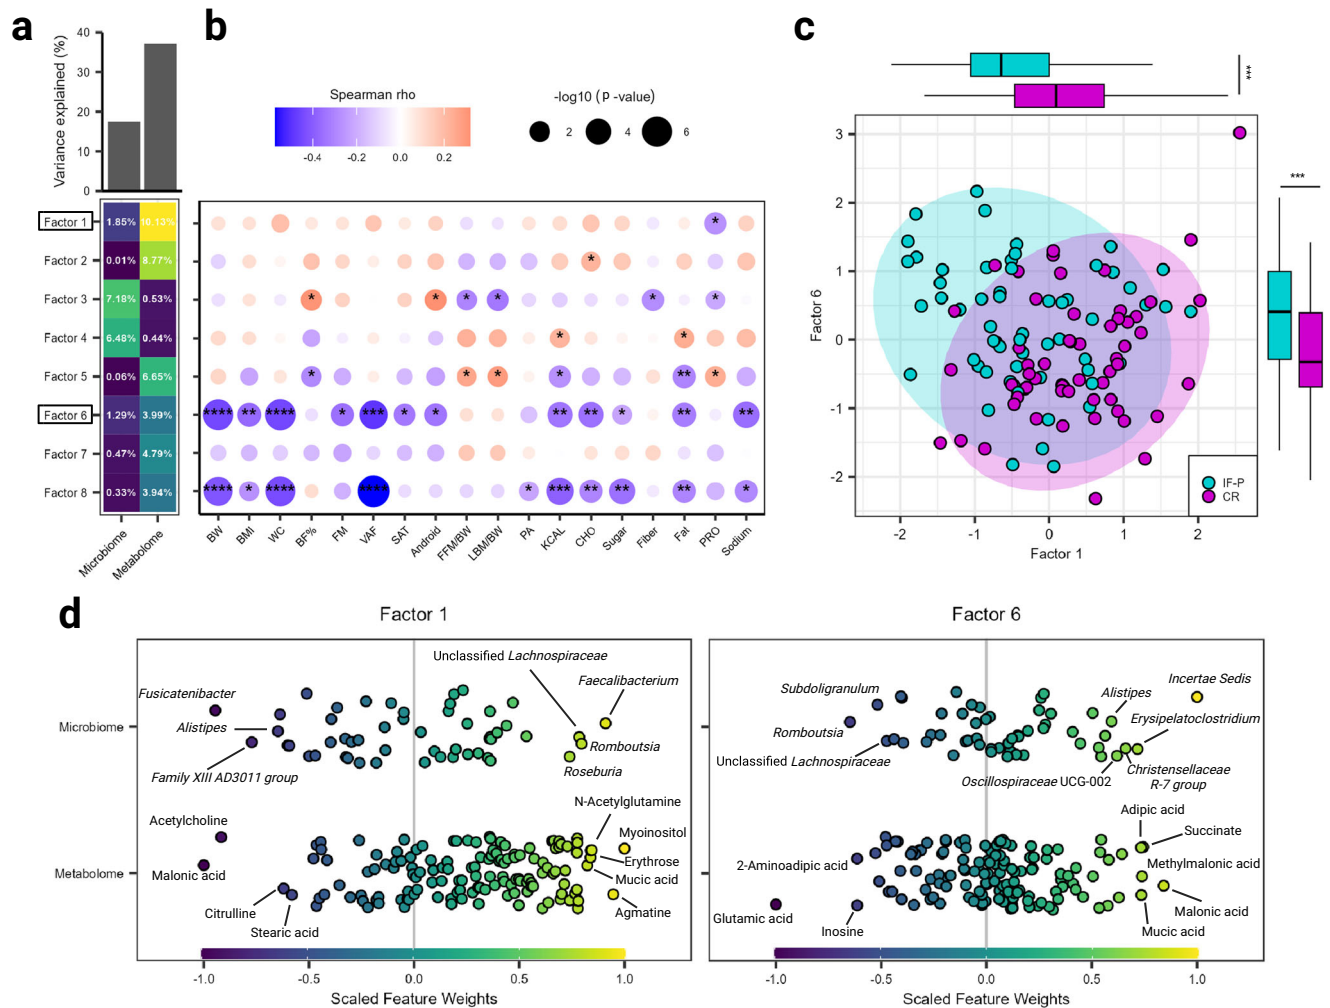 a
b
c
Variance explained (%)
40
30
20
10
0
Spearman rho
-0.4 -0.2 0.0 0.2
-log10 (p-value)
2 4 6
****
***
Factor 1 1.85% 10.13% *
Factor 2 0.01% 8.77% *
Factor 3 7.18% 0.53% * * * * * *
Factor 4 6.48% 0.44% * *
Factor 5 0.06% 6.65% * * * * ** *
Factor 6 1.29% 3.99% **** ** **** * *** * * ** ** * ** **
Factor 7 0.47% 4.79%
Factor 8 0.33% 3.94% **** * **** **** * *** ** ** ** *
Microbiome
Metabolome
BW
BMI
WC
BF%
FM
VAF
SAT
Android
FFM/BW
LBM/BW
PA
KCAL
CHO
Sugar
Fiber
Fat
PRO
Sodium
Factor 6
3
2
1
0
-1
-2
IF-P
CR
-2 -1 0 1 2
Factor 1
d
Factor 1
Microbiome
Metabolome
Unclassified Lachnospiraceae
Fusicatenibacter
Faecalibacterium
Alistipes
Romboutsia
Family XIII AD3011 group
Roseburia
N-Acetylglutamine
Acetylcholine
Myoinositol
Erythrose
Malonic acid
Mucic acid
Citrulline
Agmatine
Stearic acid
-1.0 -0.5 0.0 0.5 1.0
Scaled Feature Weights
Factor 6
Incertae Sedis
Subdoligranulum
Alistipes
Erysipelatoclostridium
Romboutsia
Unclassified Lachnospiraceae
Oscillospiraceae UCG-002
Christensellaceae
R-7 group
Adipic acid
Succinate
2-Aminoadipic acid
Methylmalonic acid
Glutamic acid
Malonic acid
Inosine
Mucic acid
-1.0 -0.5 0.0 0.5 1.0
Scaled Feature Weights